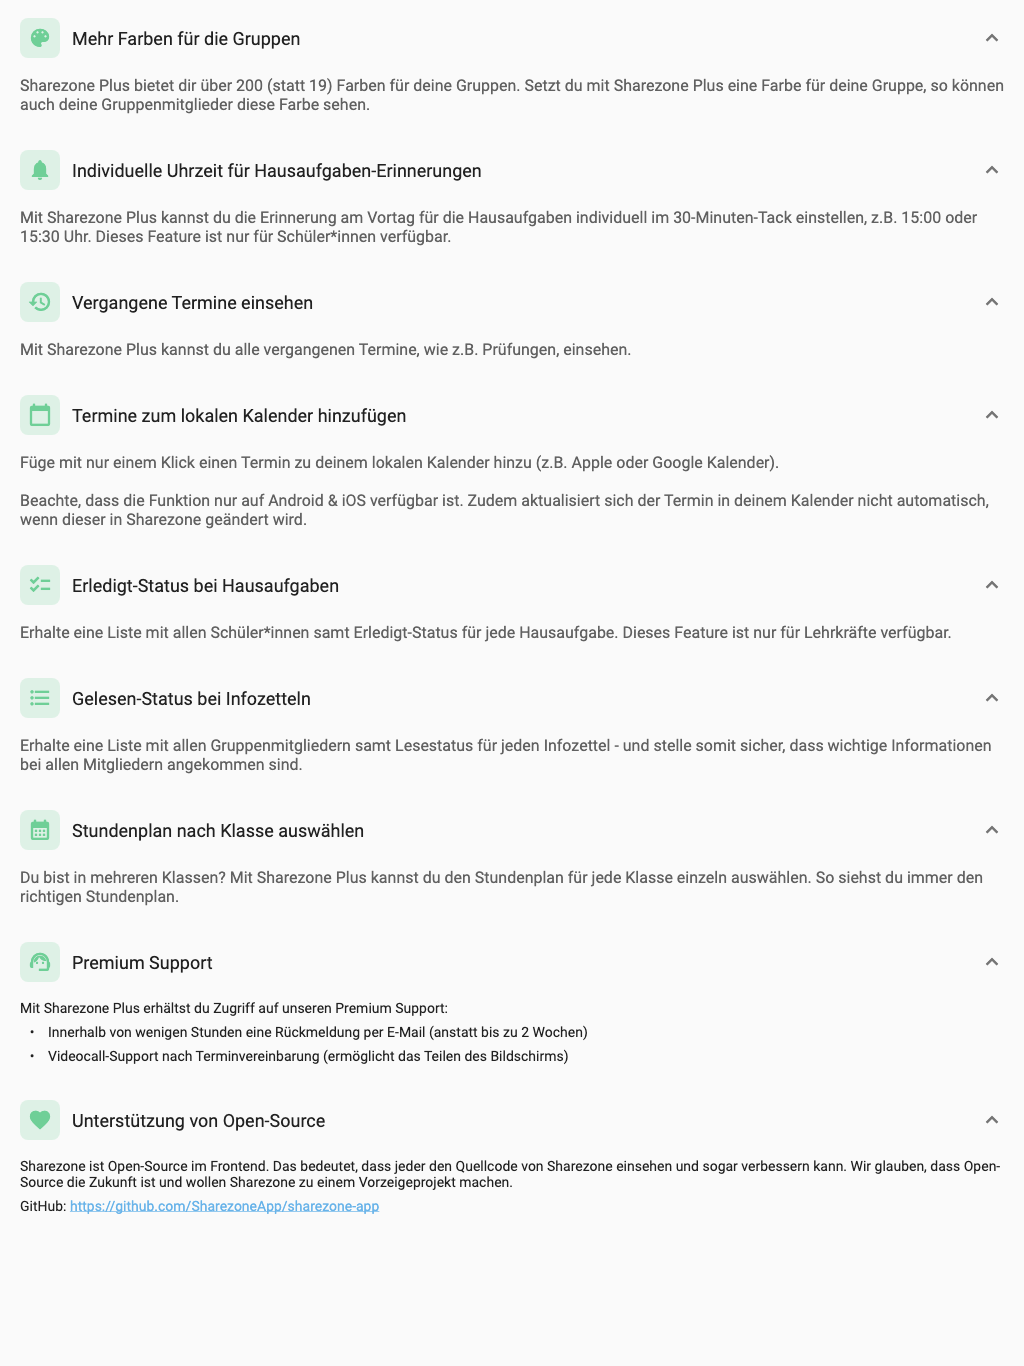 Mehr Farben für die Gruppen
Sharezone Plus bietet dir über 200 (statt 19) Farben für deine Gruppen. Setzt du mit Sharezone Plus eine Farbe für deine Gruppe, so können
auch deine Gruppenmitglieder diese Farbe sehen.
Individuelle Uhrzeit für Hausaufgaben-Erinnerungen
Mit Sharezone Plus kannst du die Erinnerung am Vortag für die Hausaufgaben individuell im 30-Minuten-Tack einstellen, z.B. 15:00 oder
15:30 Uhr. Dieses Feature ist nur für Schüler*innen verfügbar.
Vergangene Termine einsehen
Mit Sharezone Plus kannst du alle vergangenen Termine, wie z.B. Prüfungen, einsehen.
Termine zum lokalen Kalender hinzufügen
Füge mit nur einem Klick einen Termin zu deinem lokalen Kalender hinzu (z.B. Apple oder Google Kalender).
Beachte, dass die Funktion nur auf Android & iOS verfügbar ist. Zudem aktualisiert sich der Termin in deinem Kalender nicht automatisch,
wenn dieser in Sharezone geändert wird.
Erledigt-Status bei Hausaufgaben
Erhalte eine Liste mit allen Schüler*innen samt Erledigt-Status für jede Hausaufgabe. Dieses Feature ist nur für Lehrkräfte verfügbar.
Gelesen-Status bei Infozetteln
Erhalte eine Liste mit allen Gruppenmitgliedern samt Lesestatus für jeden Infozettel - und stelle somit sicher, dass wichtige Informationen
bei allen Mitgliedern angekommen sind.
Stundenplan nach Klasse auswählen
Du bist in mehreren Klassen? Mit Sharezone Plus kannst du den Stundenplan für jede Klasse einzeln auswählen. So siehst du immer den
richtigen Stundenplan.
Premium Support
Mit Sharezone Plus erhältst du Zugriff auf unseren Premium Support:
• Innerhalb von wenigen Stunden eine Rückmeldung per E-Mail (anstatt bis zu 2 Wochen)
• Videocall-Support nach Terminvereinbarung (ermöglicht das Teilen des Bildschirms)
Unterstützung von Open-Source
Sharezone ist Open-Source im Frontend. Das bedeutet, dass jeder den Quellcode von Sharezone einsehen und sogar verbessern kann. Wir glauben, dass Open-
Source die Zukunft ist und wollen Sharezone zu einem Vorzeigeprojekt machen.
GitHub: https://github.com/SharezoneApp/sharezone-app